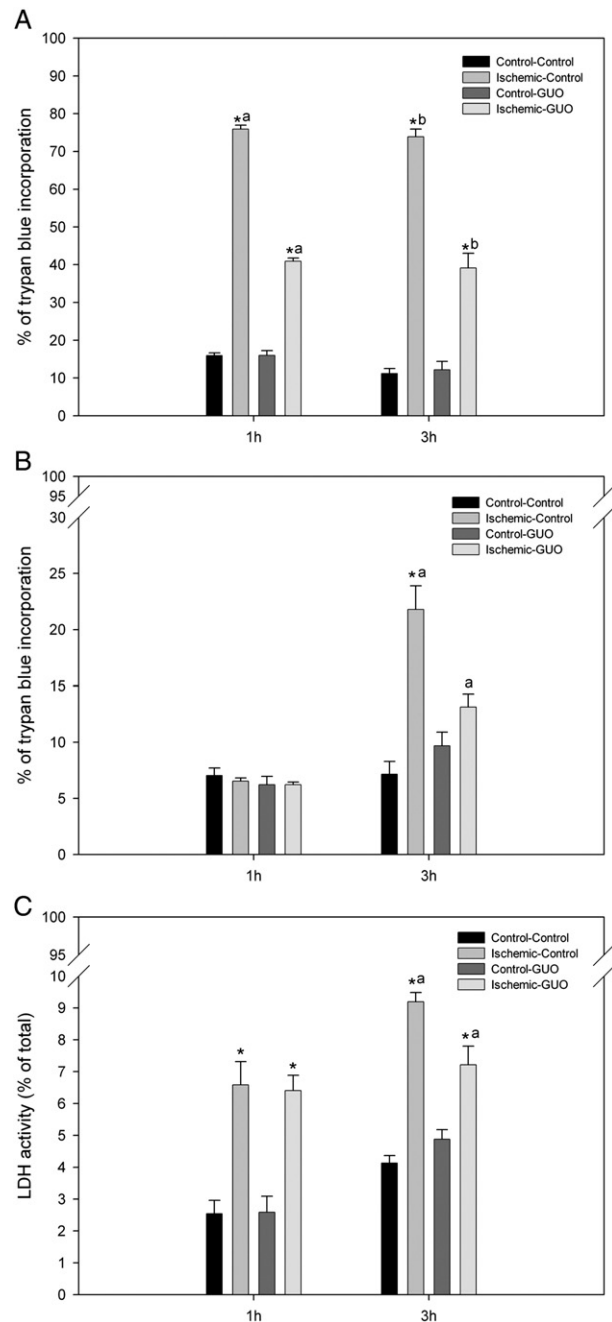 A
% of trypan blue incorporation
100
90
80
70
60
50
40
30
20
10
0
Control-Control
Ischemic-Control
Control-GUO
Ischemic-GUO
*a
*a
*b
*b
1h
3h
B
% of trypan blue incorporation
100
95
30
25
20
15
10
5
0
Control-Control
Ischemic-Control
Control-GUO
Ischemic-GUO
*a
a
1h
3h
C
LDH activity (% of total)
100
95
10
9
8
7
6
5
4
3
2
1
0
Control-Control
Ischemic-Control
Control-GUO
Ischemic-GUO
*
*
*a
*a
1h
3h